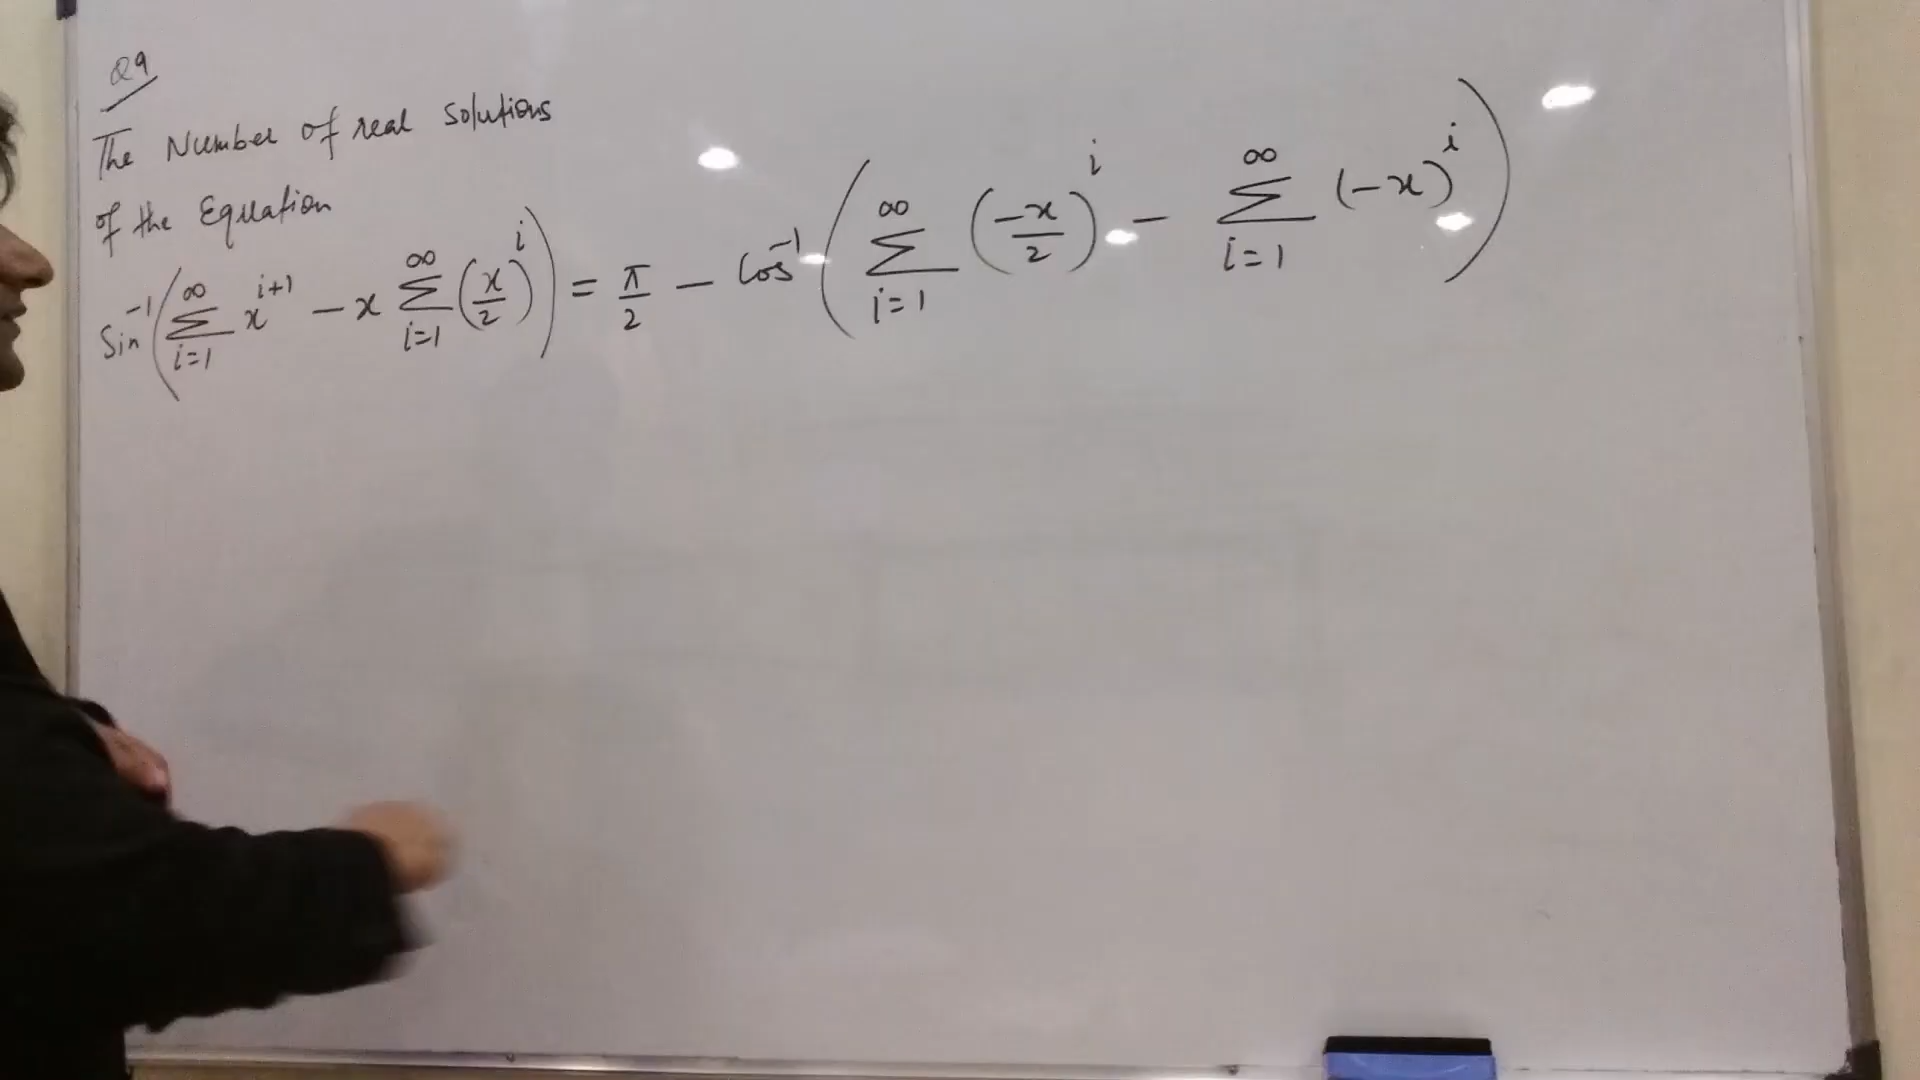 Q9
The Number of real solutions
of the Equation
Sin⁻¹(∑_{i=1}^{∞} x^{i+1} − x ∑_{i=1}^{∞} (x/2)^i) = π/2 − Cos⁻¹(∑_{i=1}^{∞} (−x/2)^i − ∑_{i=1}^{∞} (−x)^i)